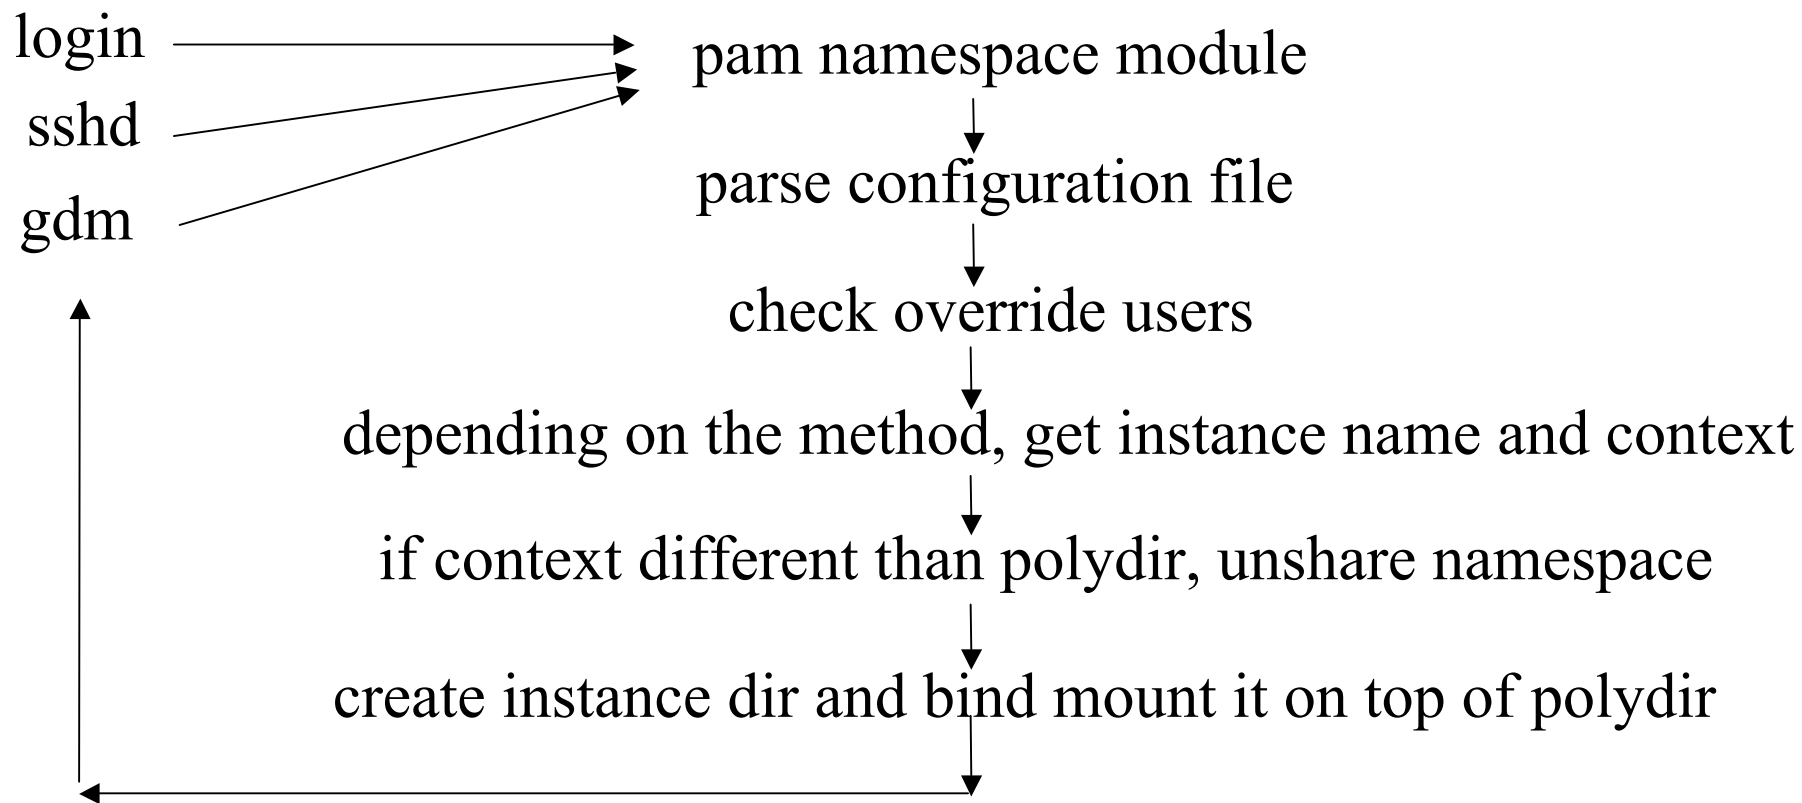 login
sshd
gdm
pam namespace module
parse configuration file
check override users
depending on the method, get instance name and context
if context different than polydir, unshare namespace
create instance dir and bind mount it on top of polydir